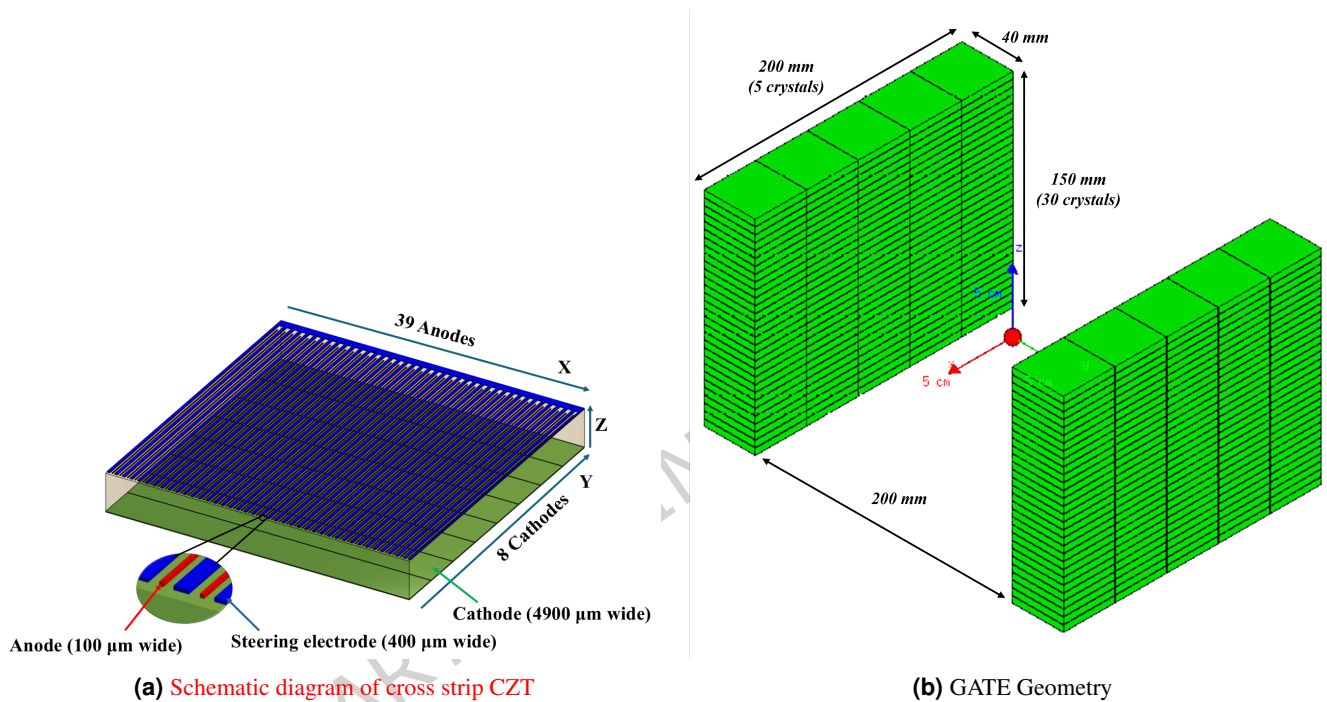 39 Anodes
X
Z
Y
8 Cathodes
Cathode (4900 µm wide)
Anode (100 µm wide)
Steering electrode (400 µm wide)
(a) Schematic diagram of cross strip CZT
40 mm
200 mm
(5 crystals)
150 mm
(30 crystals)
z
5 cm
x
5 cm
y
200 mm
(b) GATE Geometry